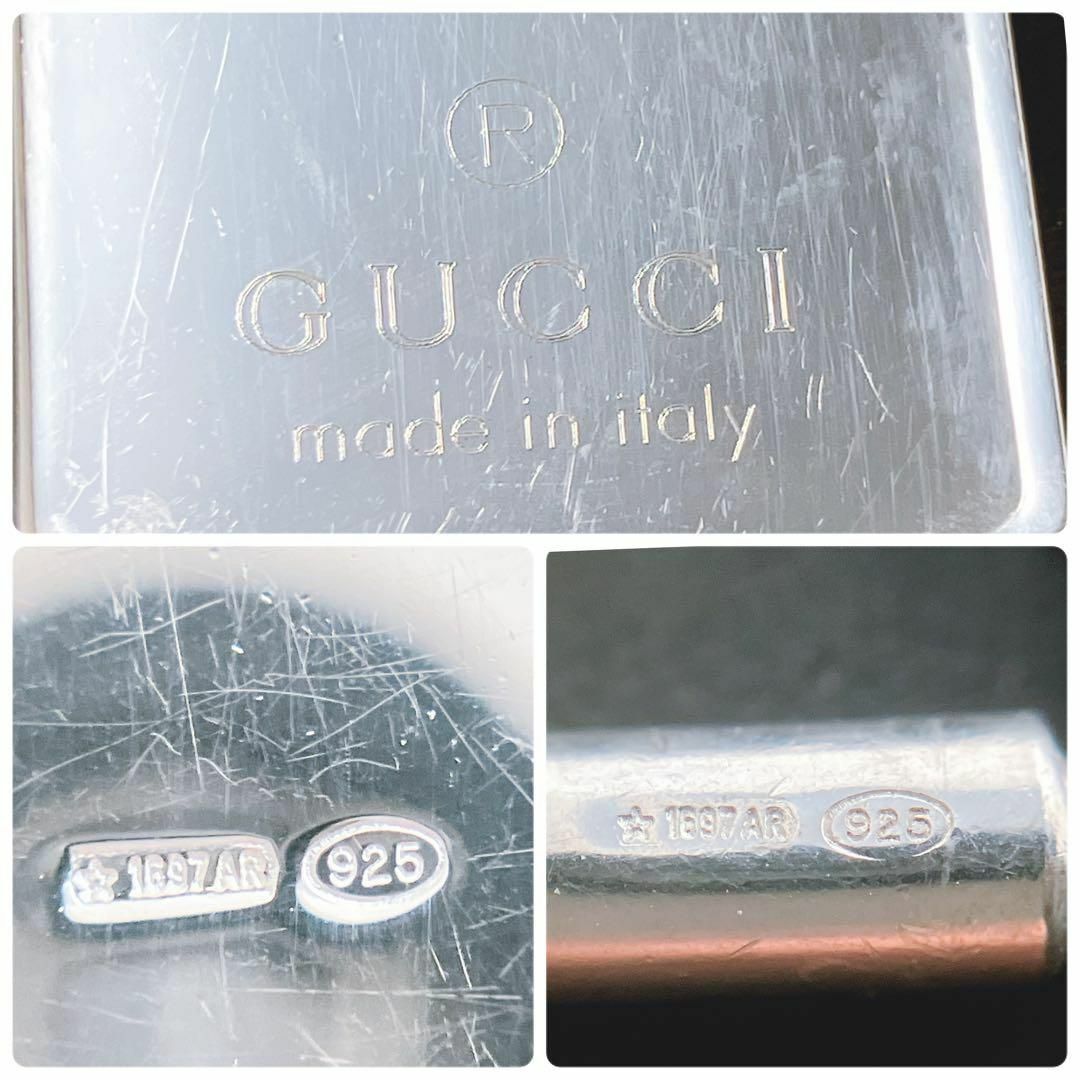 ®
GUCCI
made in italy
☆ 1697AR 925
☆ 1697AR 925